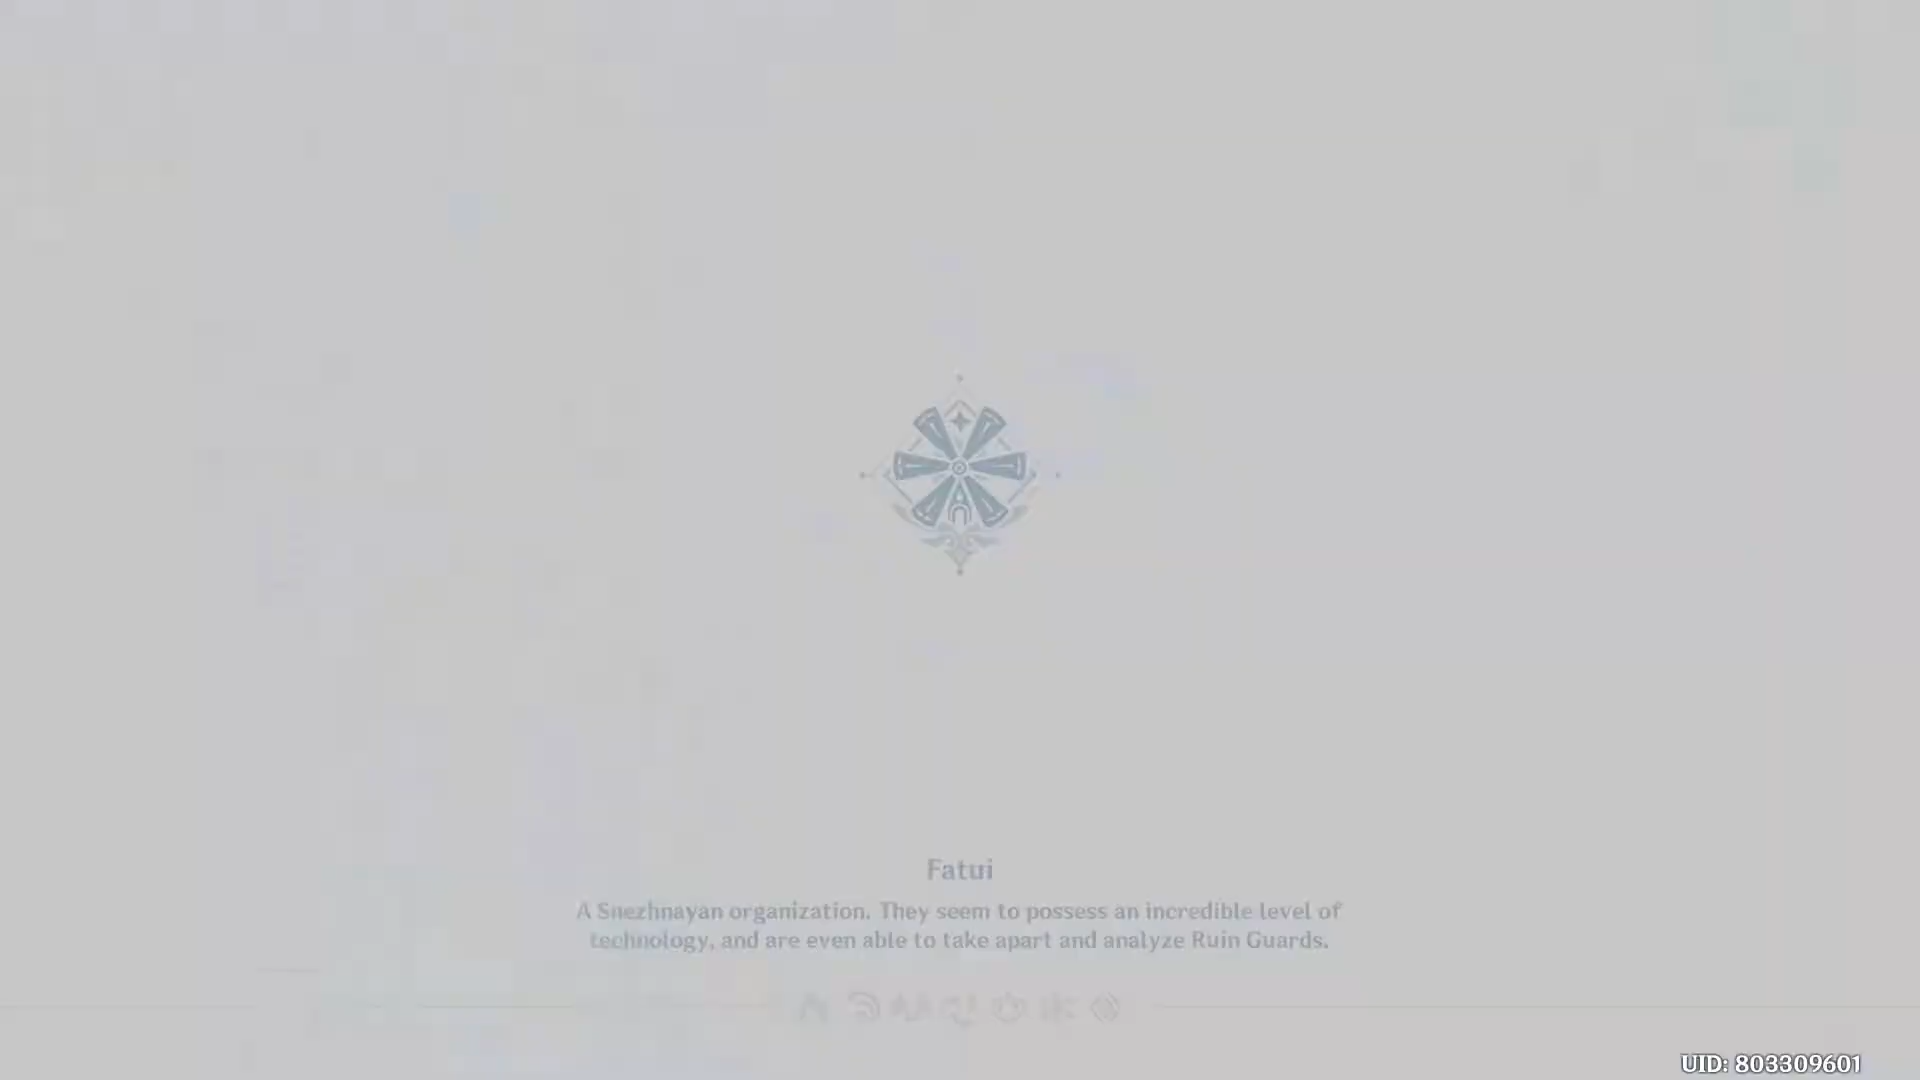 Fatui
A Snezhnayan organization. They seem to possess an incredible level of
technology, and are even able to take apart and analyze Ruin Guards.
UID: 803309601